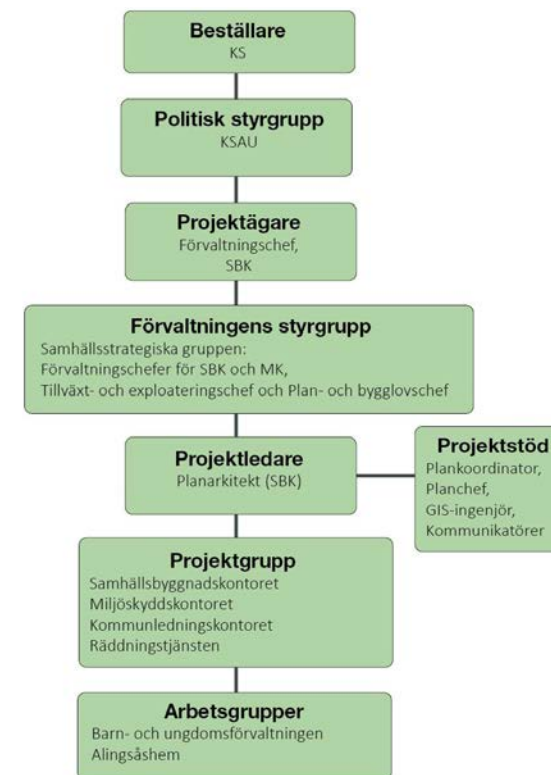 Beställare
KS
Politisk styrgrupp
KSAU
Projektägare
Förvaltningschef,
SBK
Förvaltningens styrgrupp
Samhällsstrategiska gruppen:
Förvaltningschefer för SBK och MK,
Tillväxt- och exploateringschef och Plan- och bygglovschef
Projektledare
Planarkitekt (SBK)
Projektstöd
Plankoordinator,
Planchef,
GIS-ingenjör,
Kommunikatörer
Projektgrupp
Samhällsbyggnadskontoret
Miljöskyddskontoret
Kommunledningskontoret
Räddningstjänsten
Arbetsgrupper
Barn- och ungdomsförvaltningen
Alingsåshem